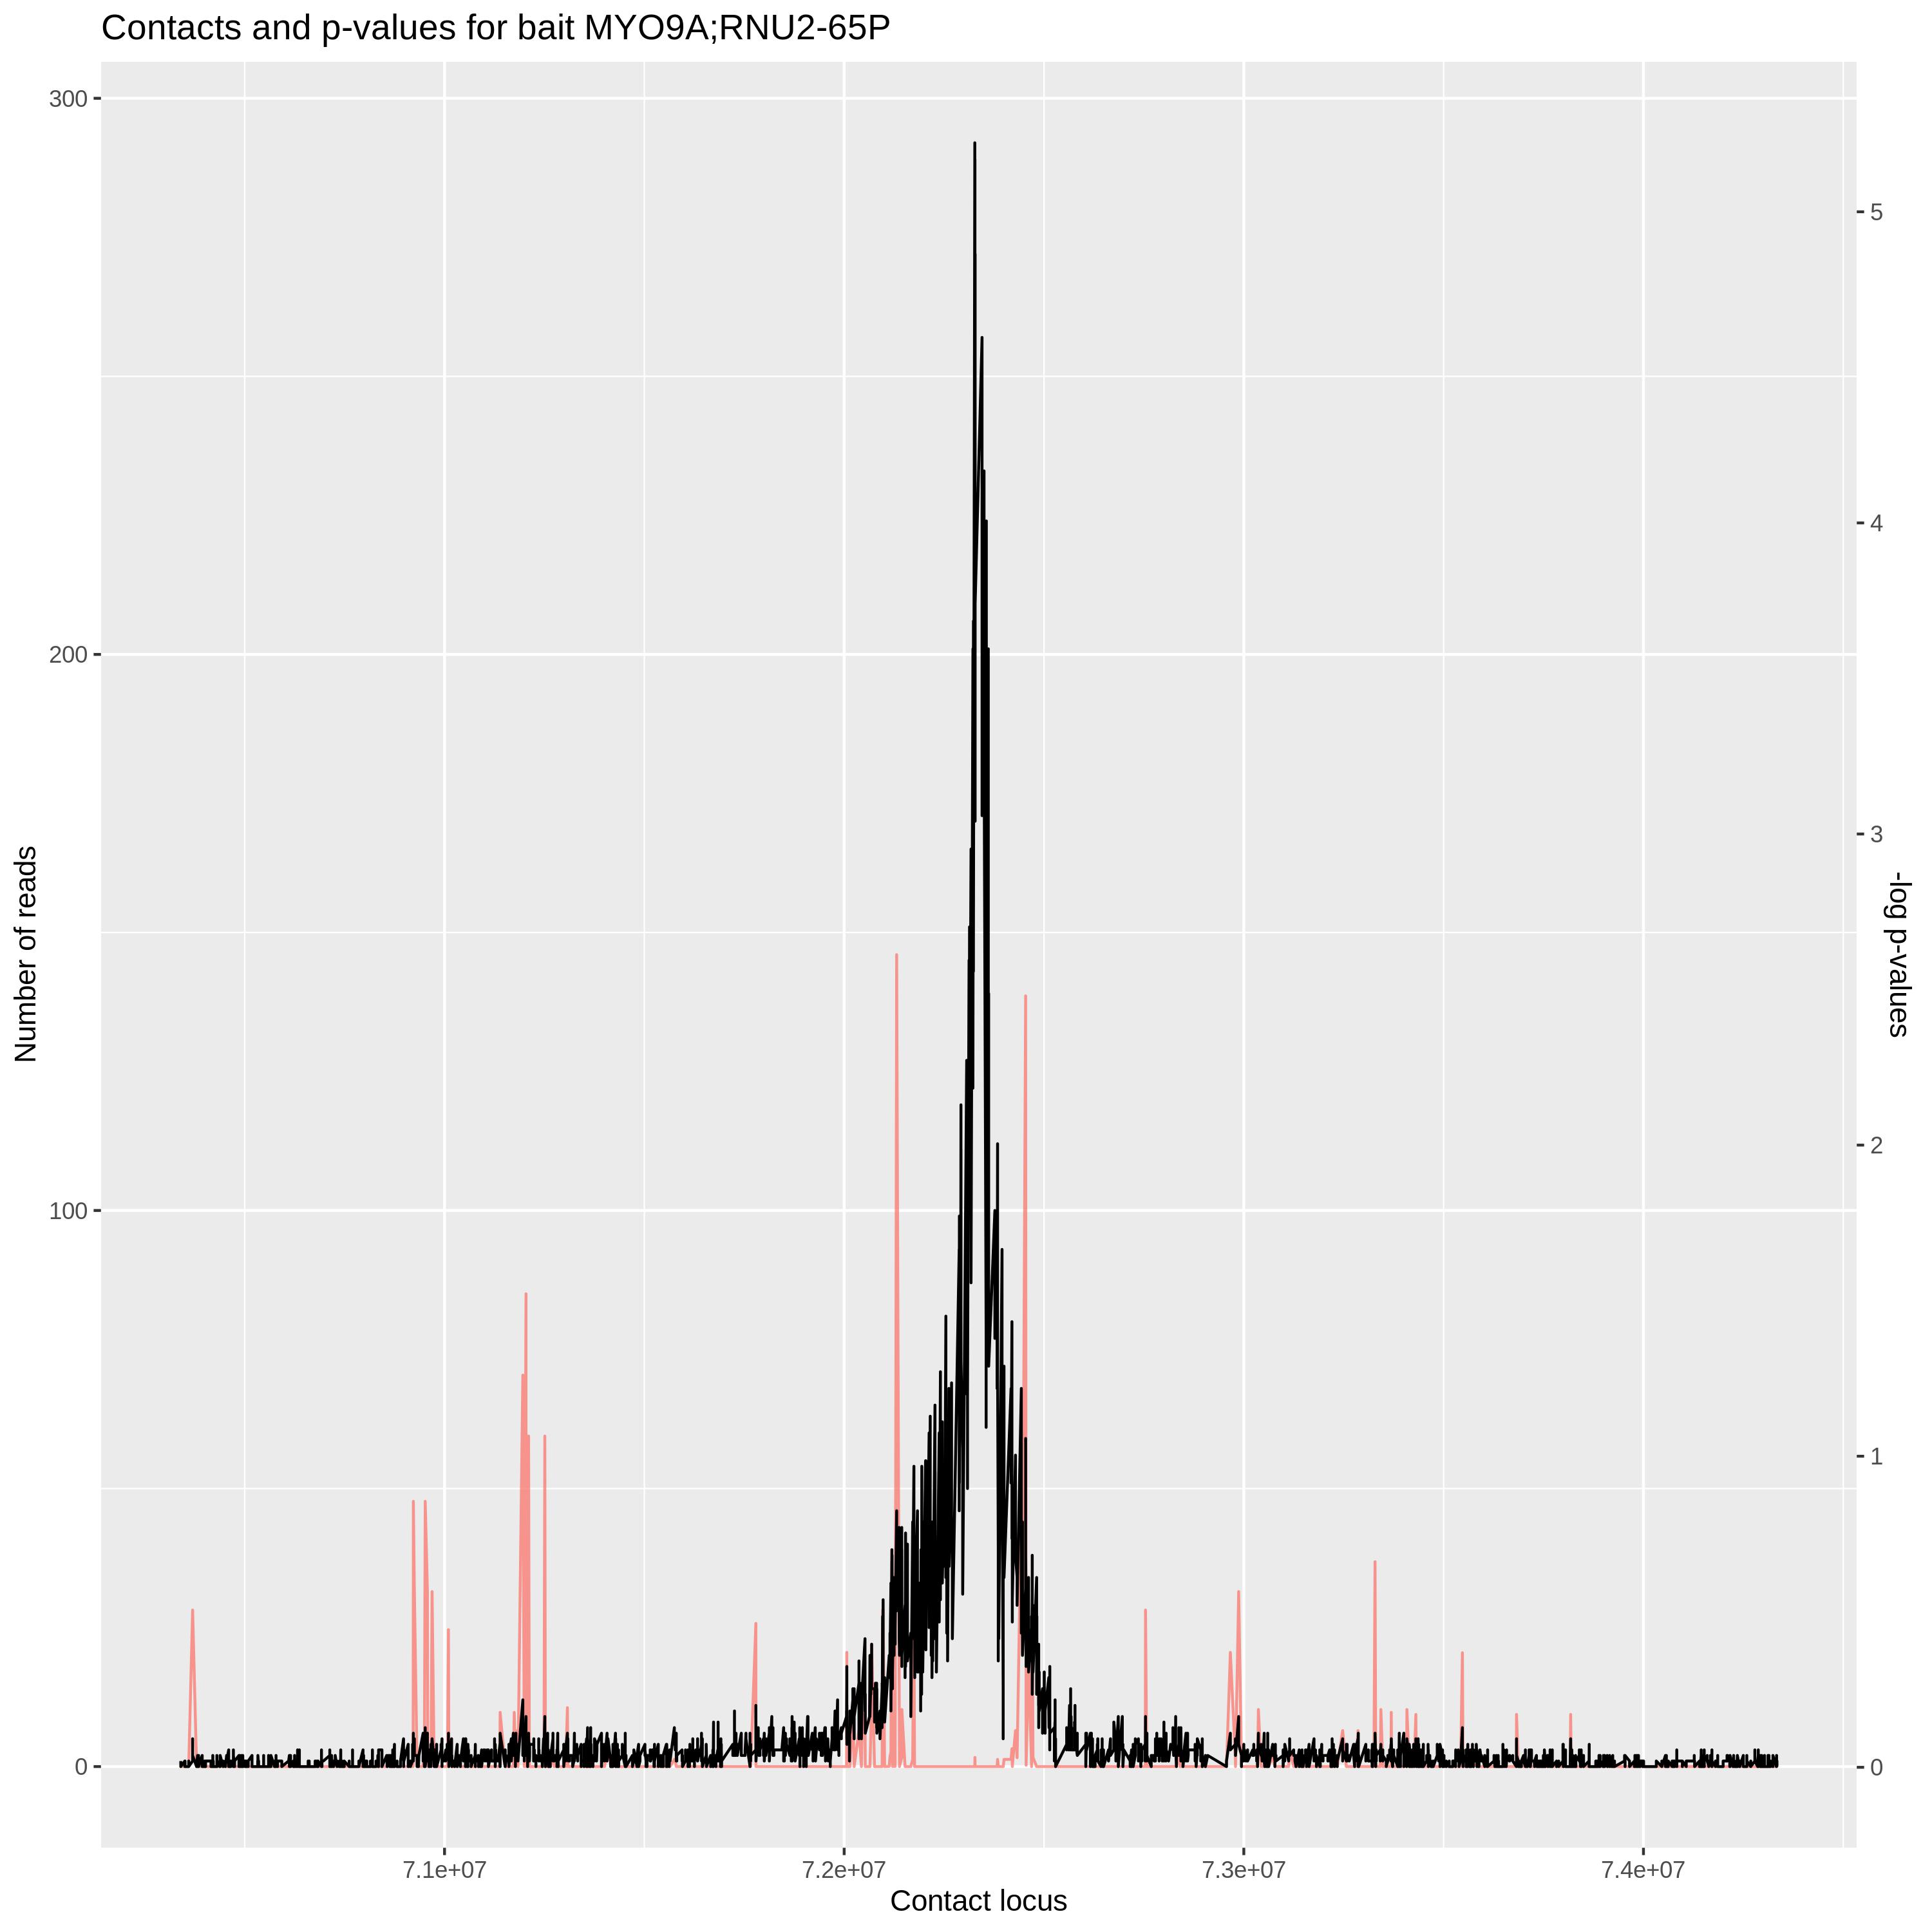 Contacts and p-values for bait MYO9A;RNU2-65P
300
200
100
0
Number of reads
5
4
3
2
1
0
-log p-values
7.1e+07
7.2e+07
7.3e+07
7.4e+07
Contact locus